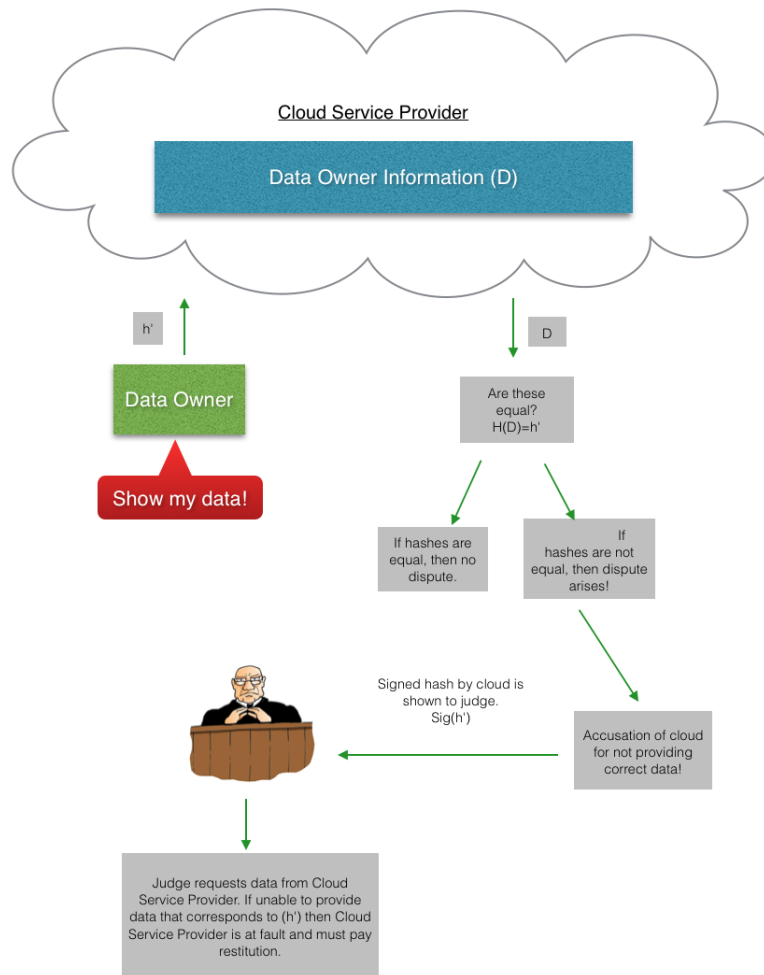 Cloud Service Provider
Data Owner Information (D)
h'
D
Data Owner
Show my data!
Are these
equal?
H(D)=h'
If hashes are
equal, then no
dispute.
If
hashes are not
equal, then dispute
arises!
Signed hash by cloud is
shown to judge.
Sig(h')
Accusation of cloud
for not providing
correct data!
Judge requests data from Cloud
Service Provider. If unable to provide
data that corresponds to (h') then Cloud
Service Provider is at fault and must pay
restitution.